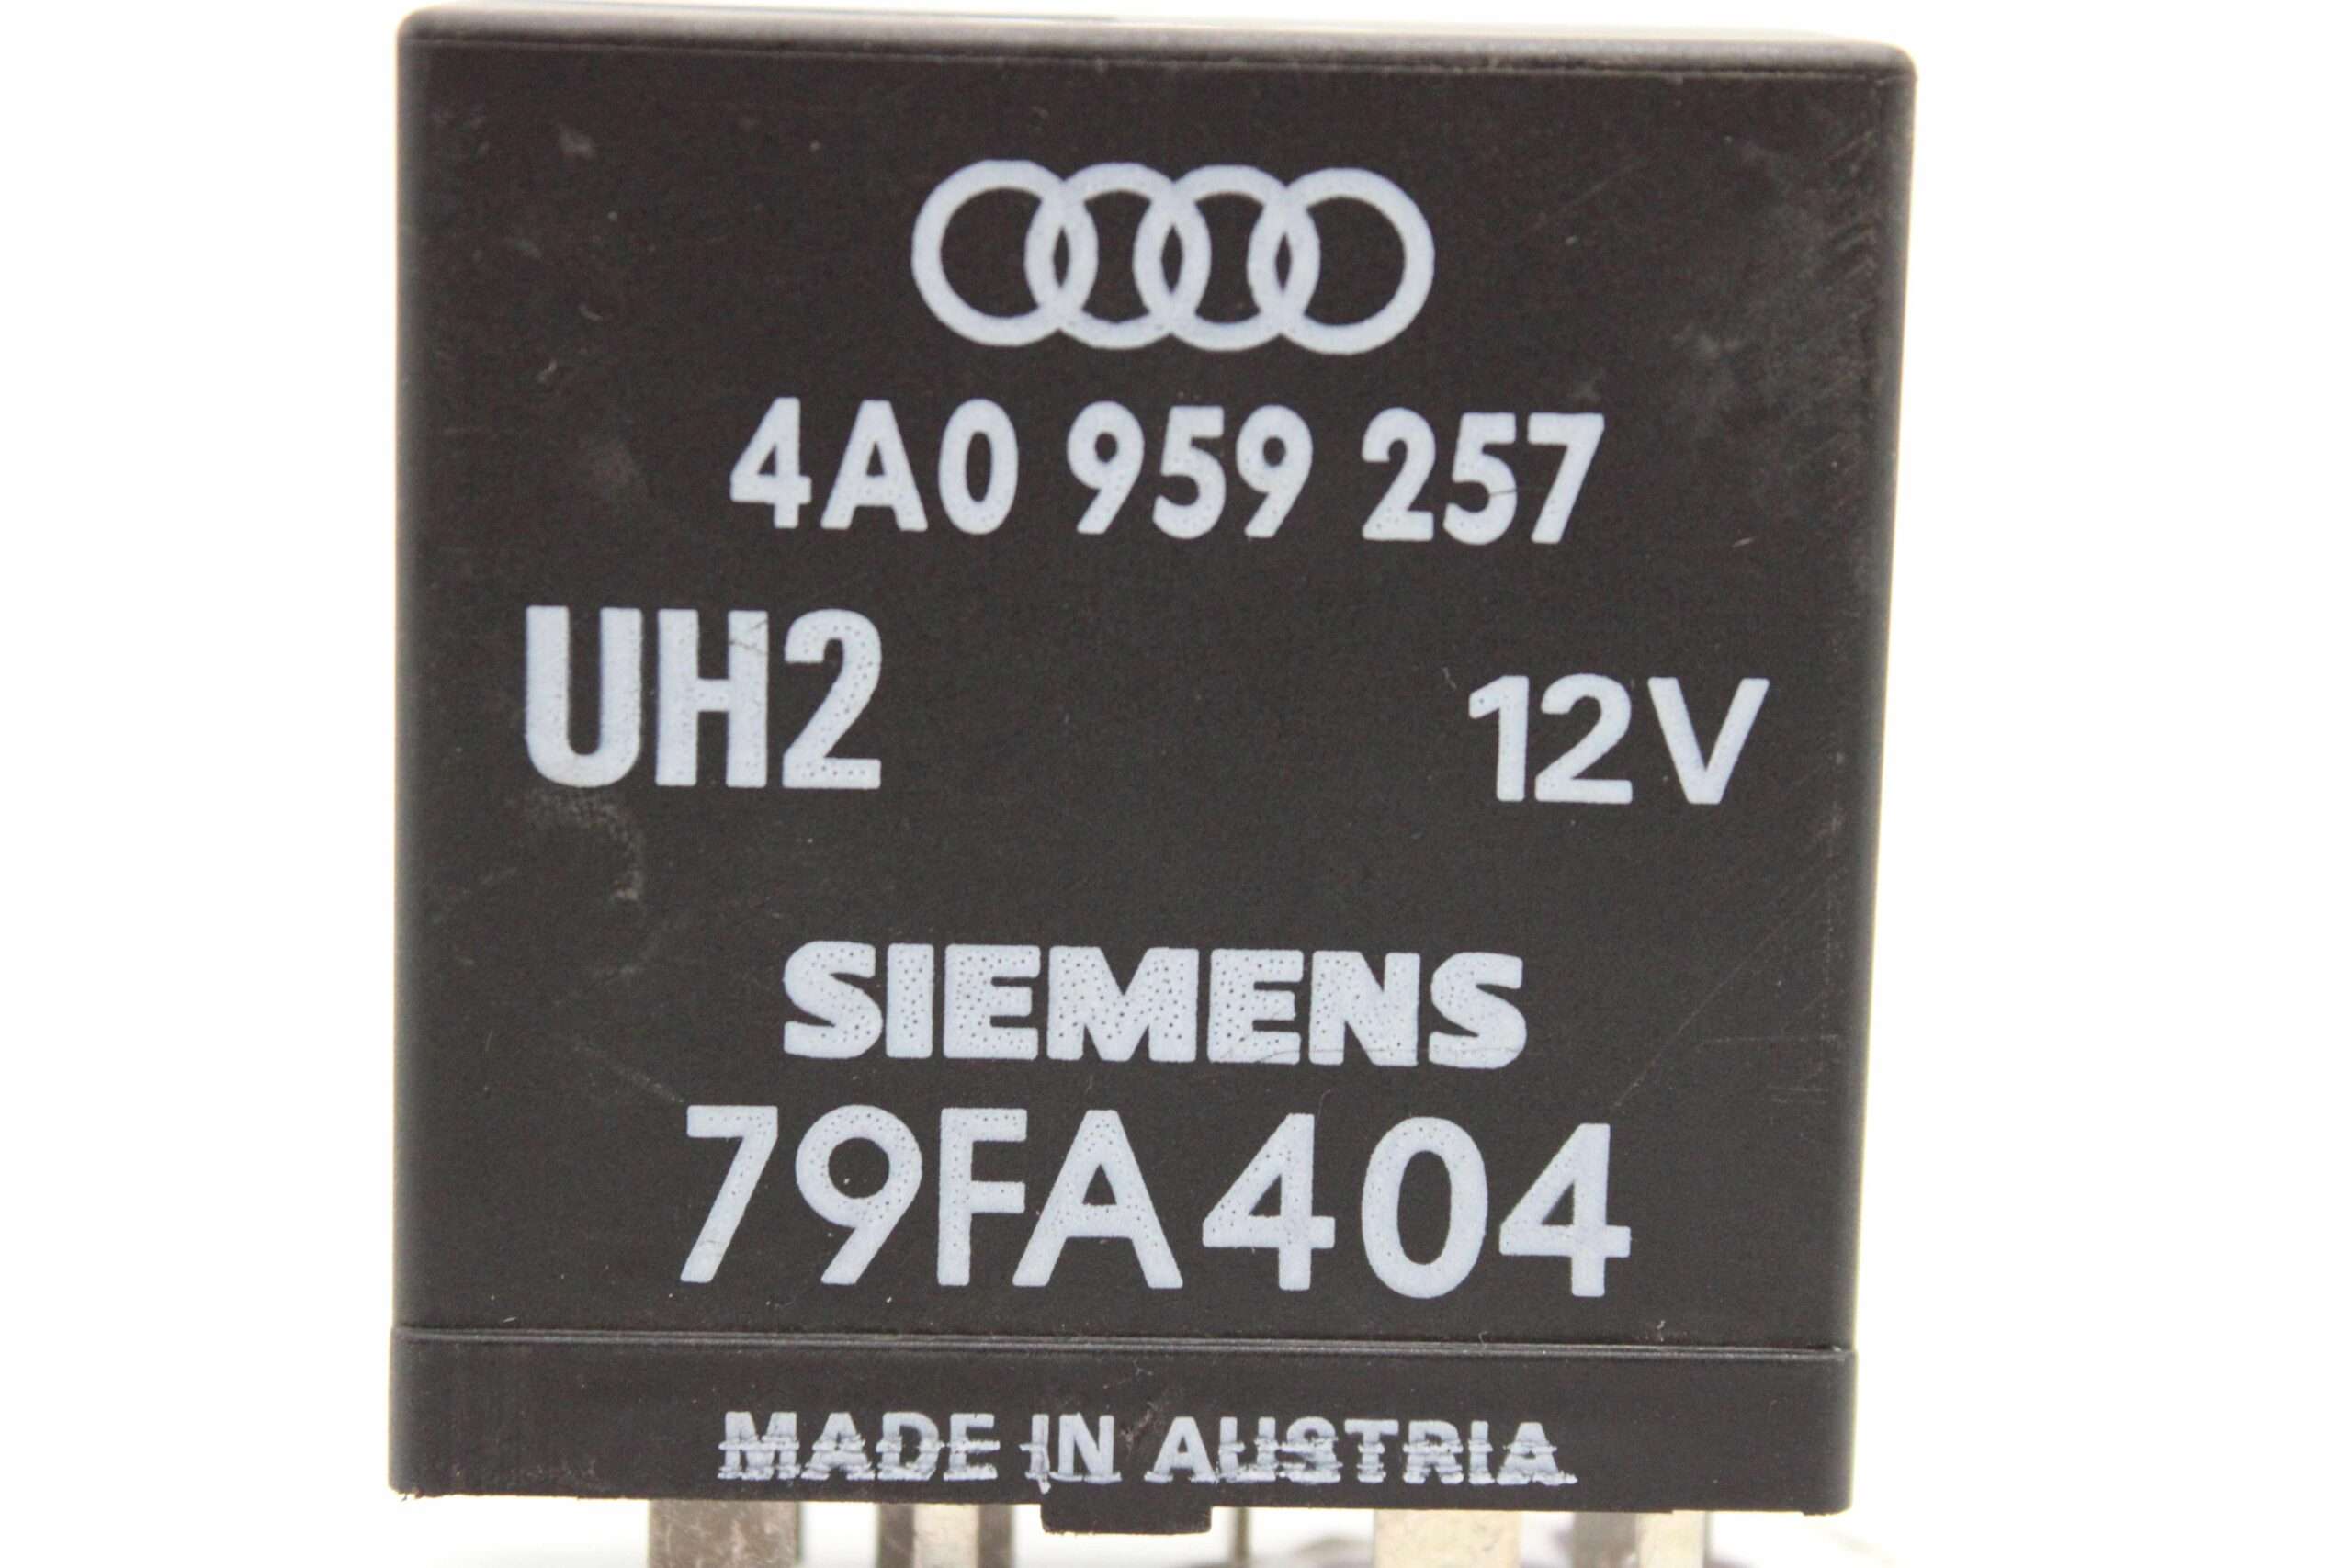 4A0 959 257
UH2 12V
SIEMENS
79FA404
MADE IN AUSTRIA